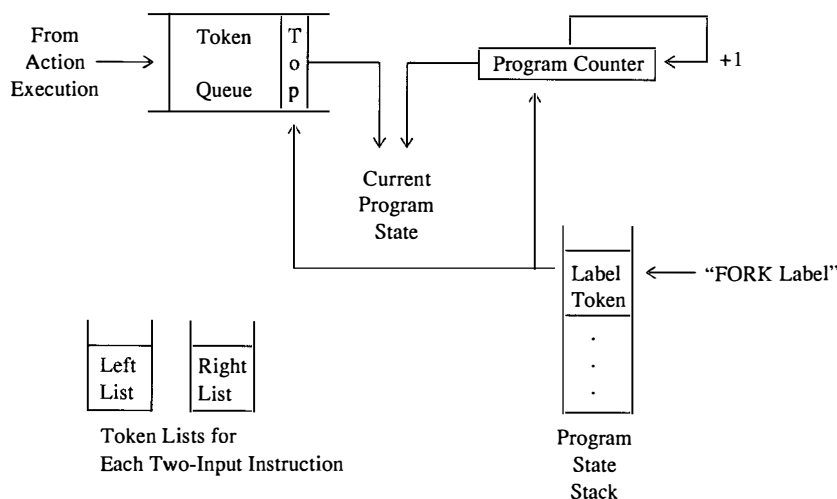 From
Action
Execution
Token
Queue
Top
Program Counter
+1
Current
Program
State
Label
Token
"FORK Label"
.
.
.
Left
List
Right
List
Token Lists for
Each Two-Input Instruction
Program
State
Stack